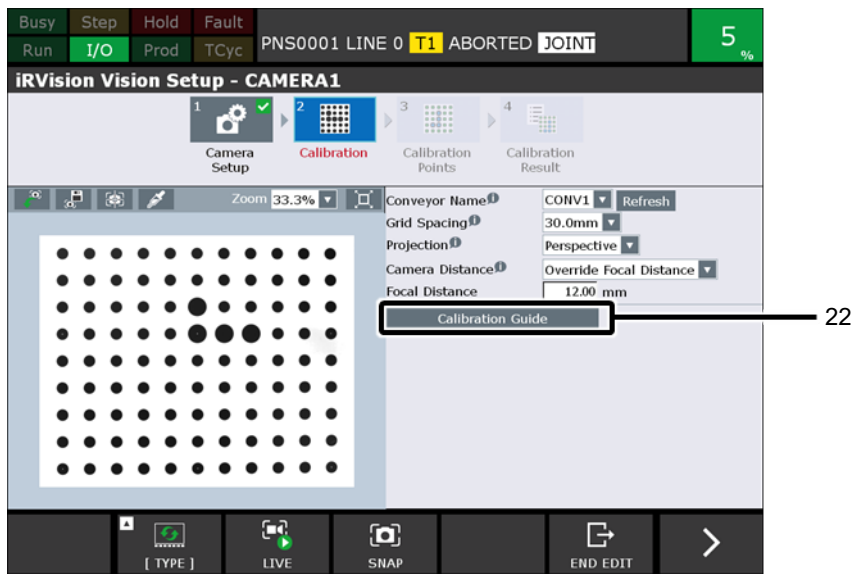 Busy Step Hold Fault
Run I/O Prod TCyc
PNS0001 LINE 0 T1 ABORTED JOINT
5 %
iRVision Vision Setup - CAMERA1
1 2 3 4
Camera Setup
Calibration
Calibration Points
Calibration Result
Zoom 33.3%
Conveyor Name CONV1 Refresh
Grid Spacing 30.0mm
Projection Perspective
Camera Distance Override Focal Distance
Focal Distance 12.00 mm
Calibration Guide
22
[ TYPE ] LIVE SNAP END EDIT